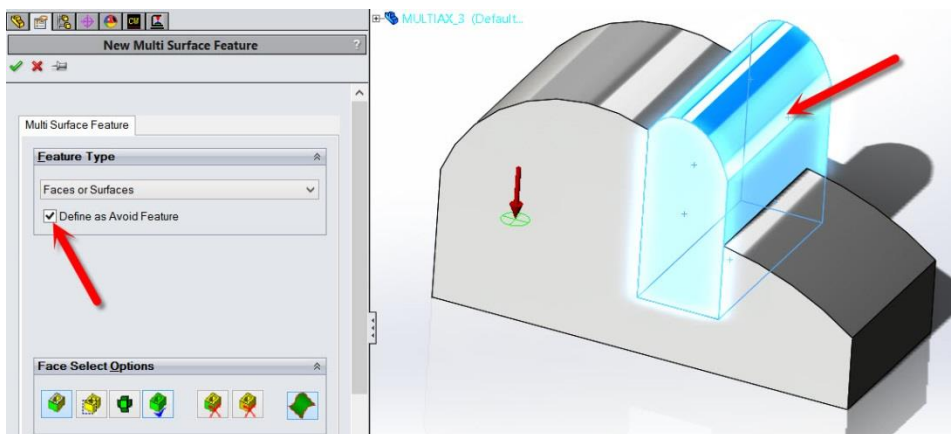 CM
MULTIAX_3 (Default...
New Multi Surface Feature
?
Multi Surface Feature
Feature Type
Faces or Surfaces
Define as Avoid Feature
Face Select Options